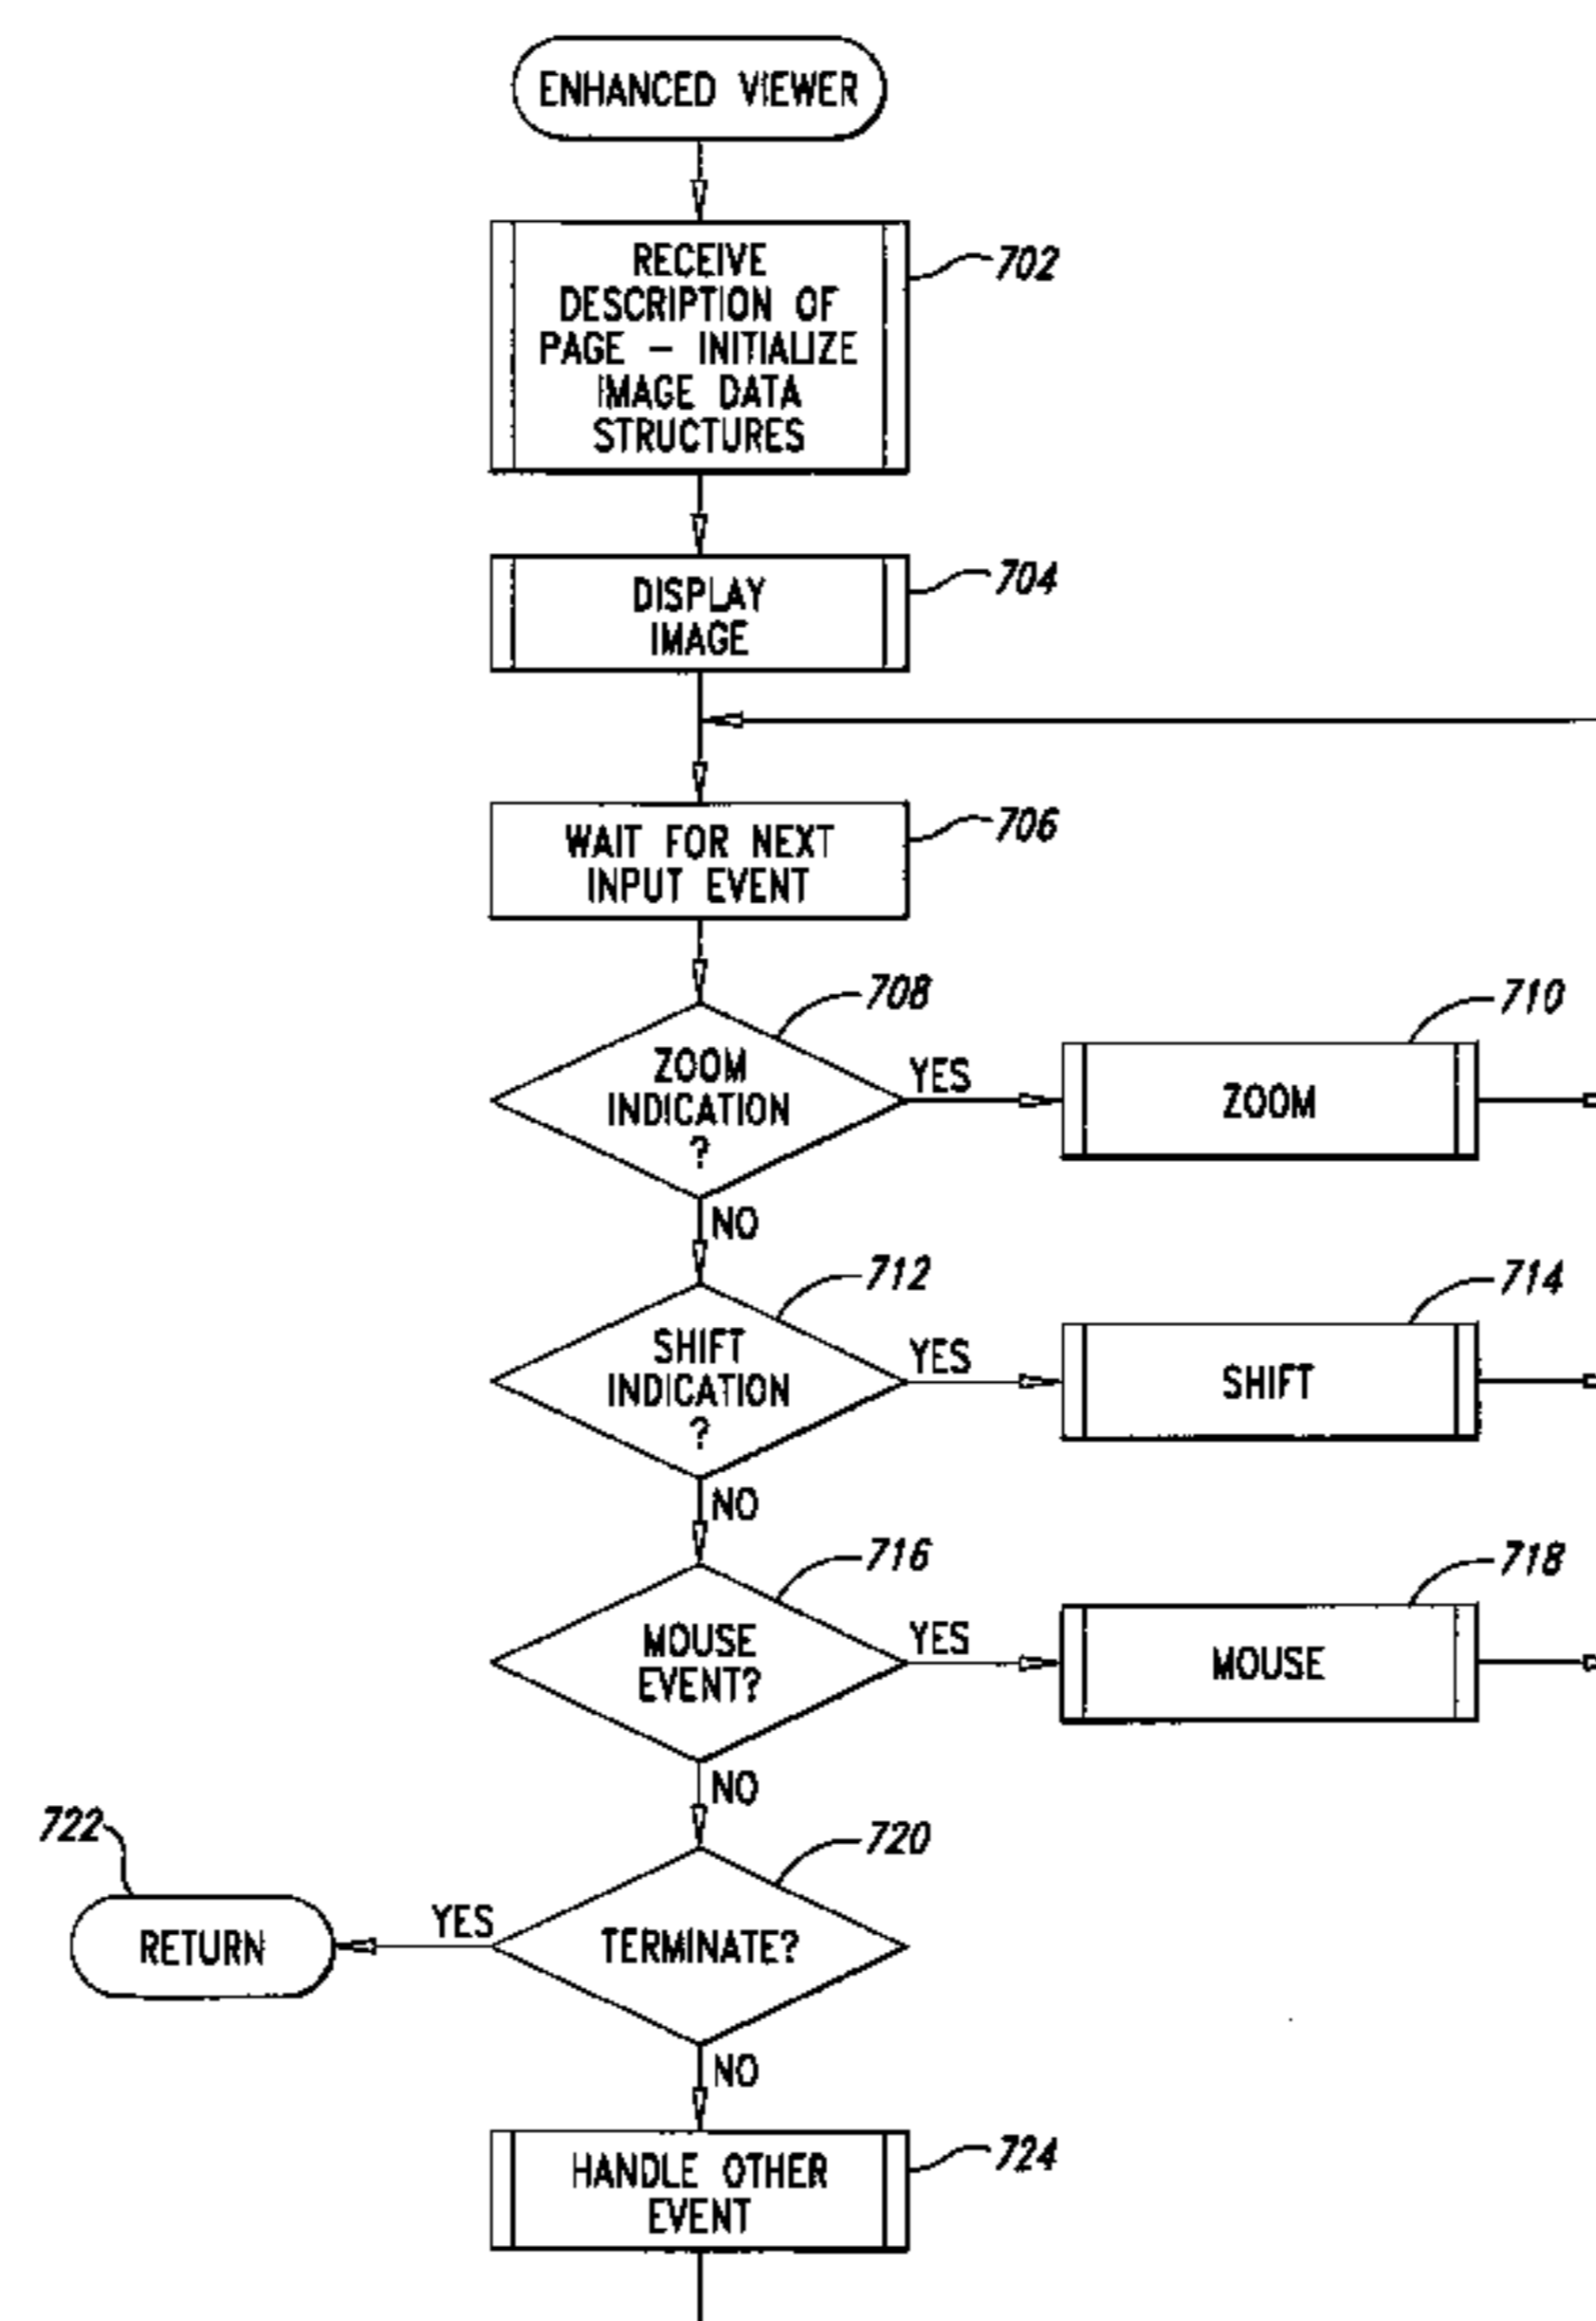 ENHANCED VIEWER
RECEIVE
DESCRIPTION OF
PAGE – INITIALIZE
IMAGE DATA
STRUCTURES
702
DISPLAY
IMAGE
704
WAIT FOR NEXT
INPUT EVENT
706
ZOOM
INDICATION
?
708
YES
ZOOM
710
NO
SHIFT
INDICATION
?
712
YES
SHIFT
714
NO
MOUSE
EVENT?
716
YES
MOUSE
718
NO
TERMINATE?
720
YES
RETURN
722
NO
HANDLE OTHER
EVENT
724